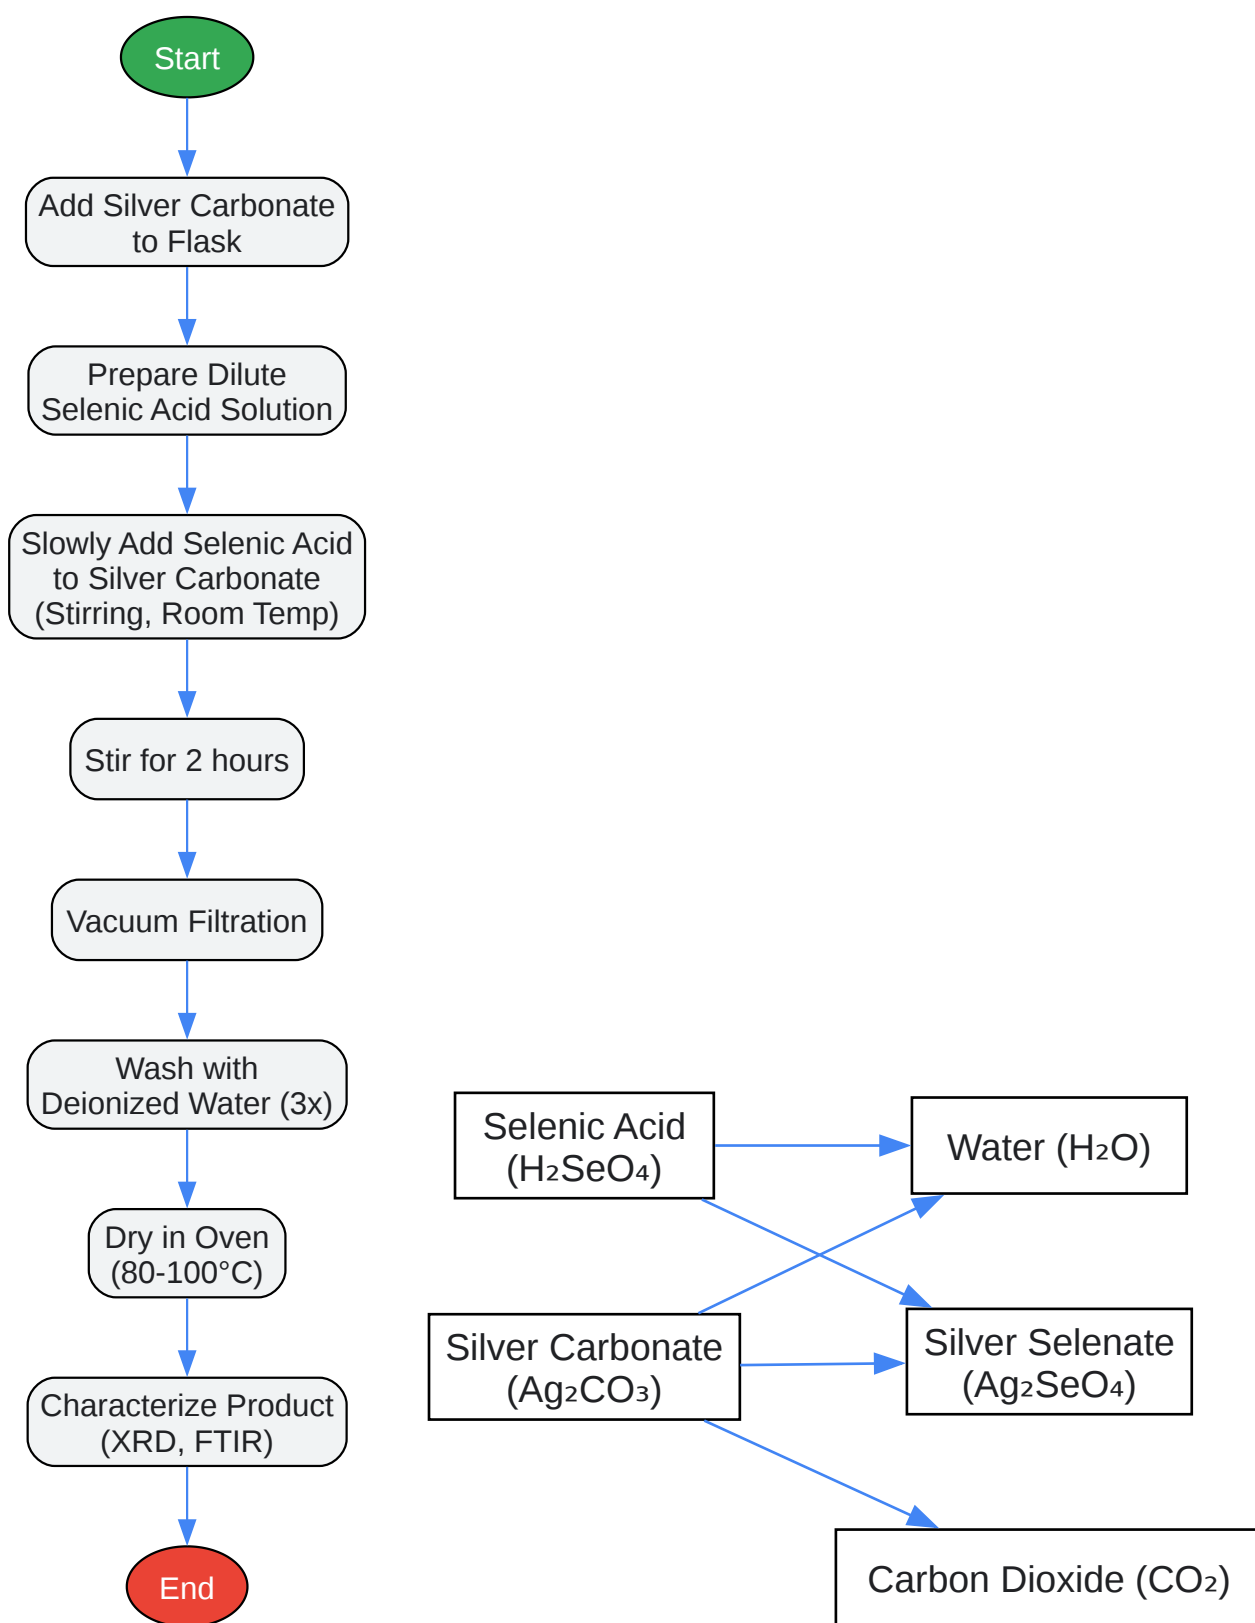 Start
Add Silver Carbonate
to Flask
Prepare Dilute
Selenic Acid Solution
Slowly Add Selenic Acid
to Silver Carbonate
(Stirring, Room Temp)
Stir for 2 hours
Vacuum Filtration
Wash with
Deionized Water (3x)
Dry in Oven
(80-100°C)
Characterize Product
(XRD, FTIR)
End
Selenic Acid
(H₂SeO₄)
Water (H₂O)
Silver Carbonate
(Ag₂CO₃)
Silver Selenate
(Ag₂SeO₄)
Carbon Dioxide (CO₂)